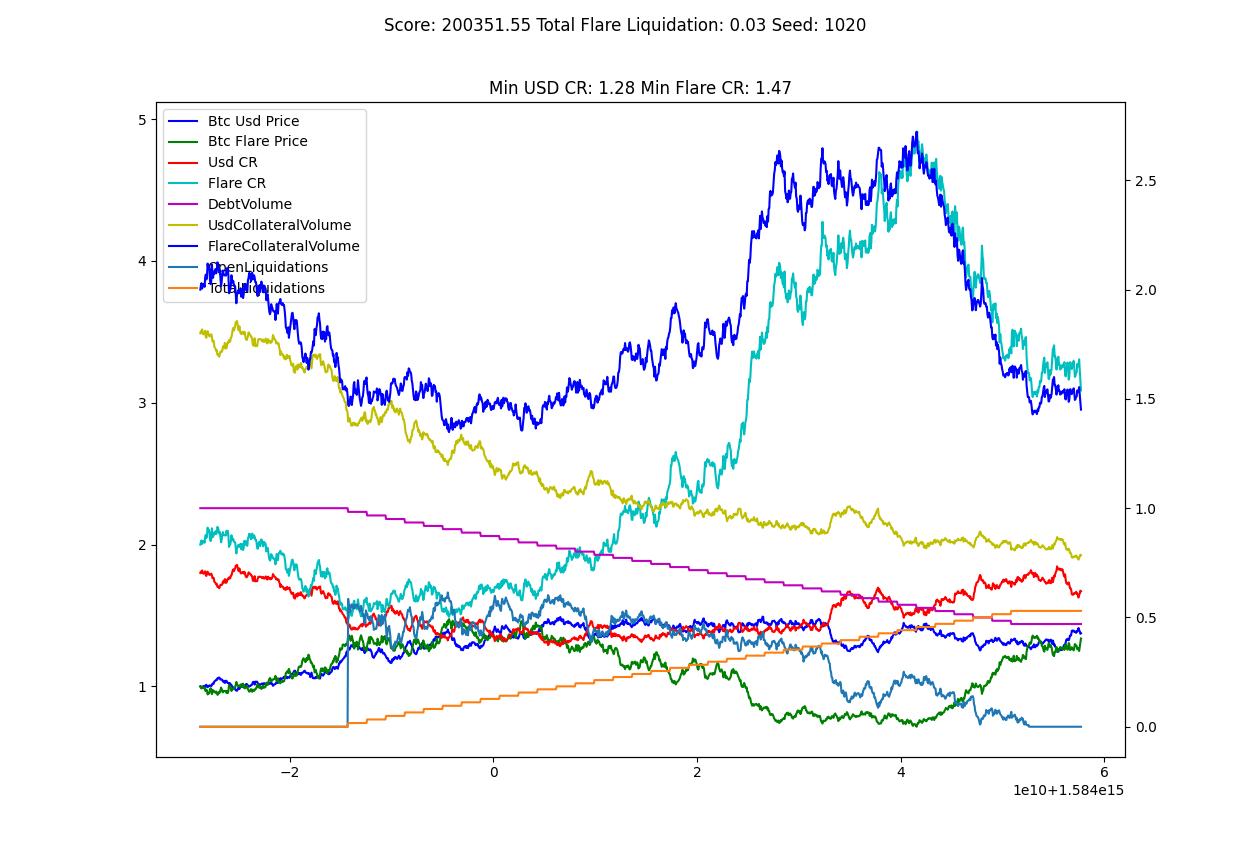 Score: 200351.55 Total Flare Liquidation: 0.03 Seed: 1020
Min USD CR: 1.28 Min Flare CR: 1.47
Btc Usd Price
Btc Flare Price
Usd CR
Flare CR
DebtVolume
UsdCollateralVolume
FlareCollateralVolume
OpenLiquidations
TotalLiquidations
5
4
3
2
1
2.5
2.0
1.5
1.0
0.5
0.0
−2 0 2 4 6
1e10+1.584e15